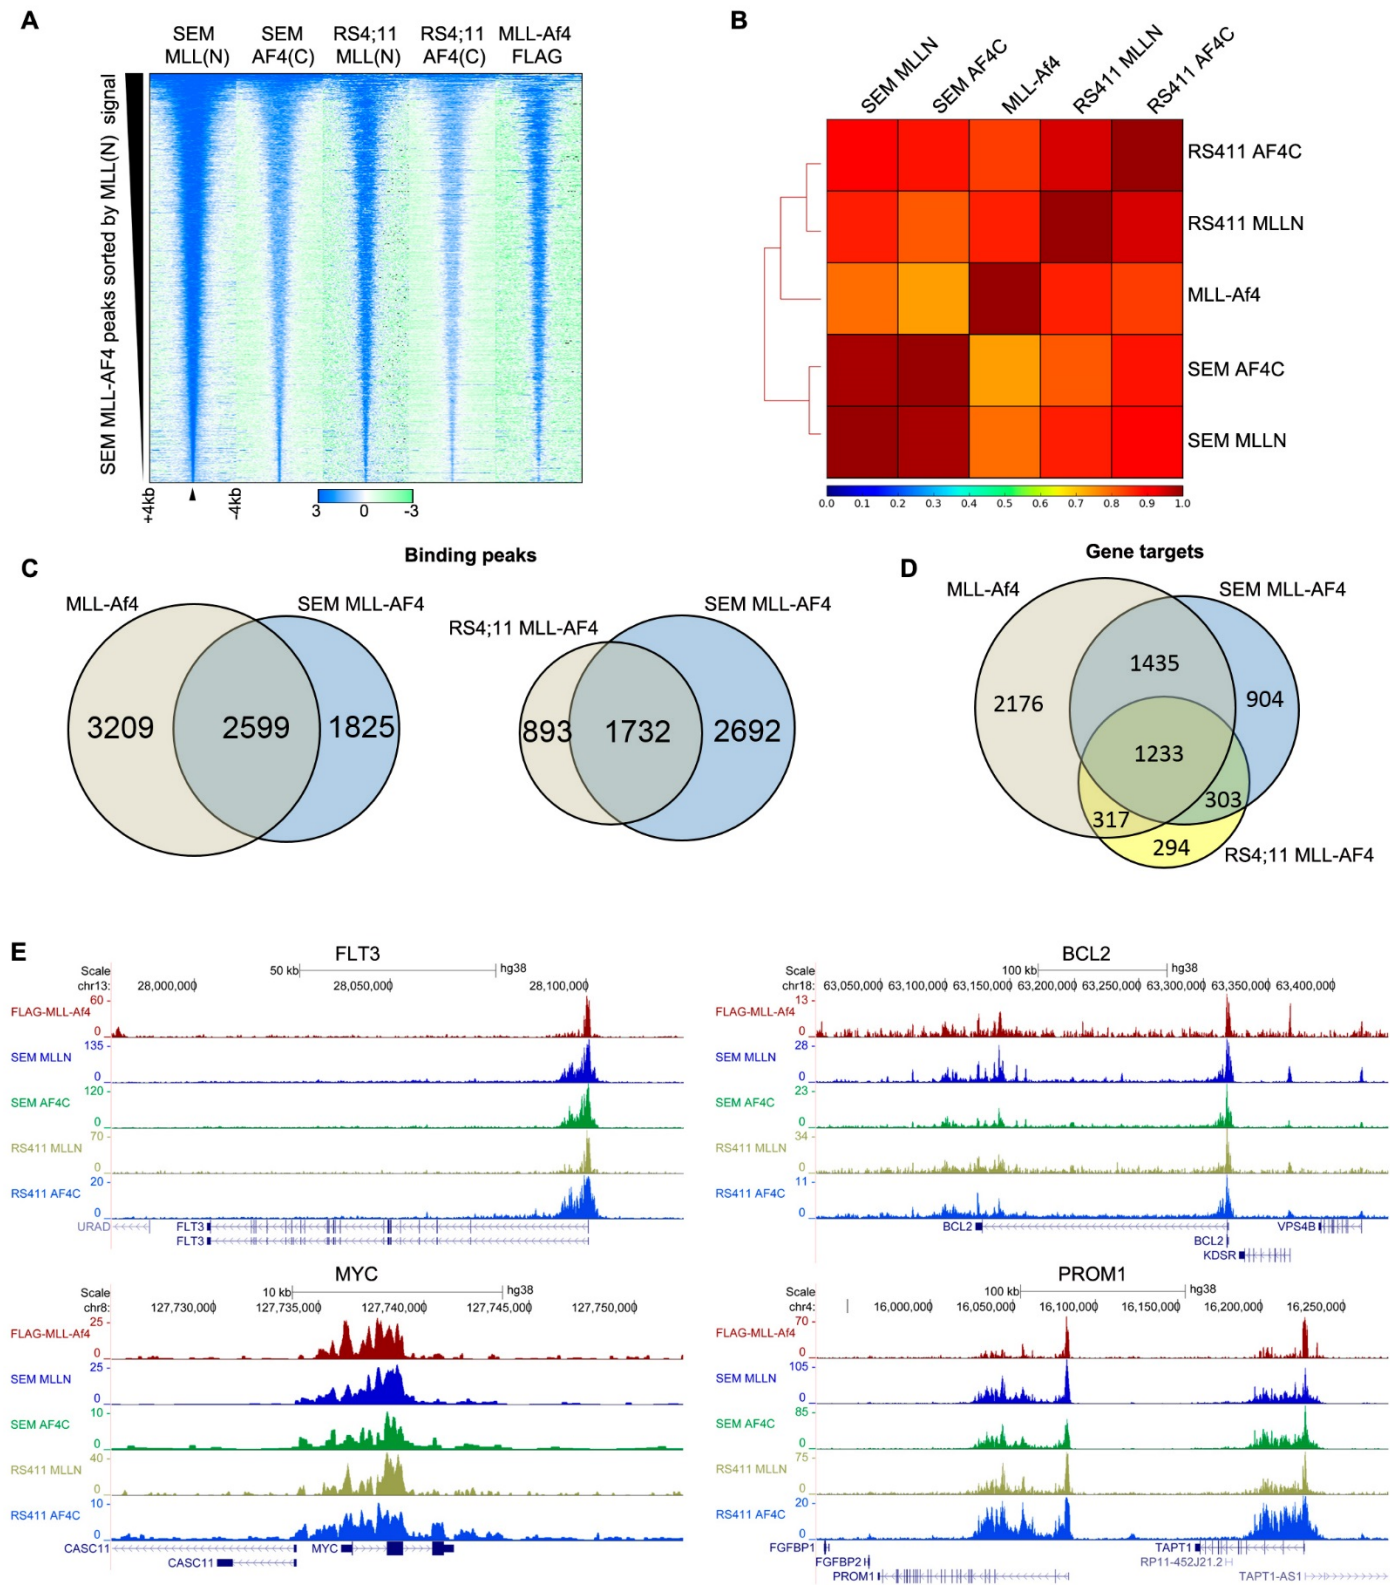 A
SEM MLL(N)
SEM AF4(C)
RS4;11 MLL(N)
RS4;11 AF4(C)
MLL-Af4 FLAG
SEM MLL-AF4 peaks sorted by MLL(N) signal
+4kb
-4kb
3 0 -3
B
SEM MLLN
SEM AF4C
MLL-Af4
RS411 MLLN
RS411 AF4C
RS411 AF4C
RS411 MLLN
MLL-Af4
SEM AF4C
SEM MLLN
0.0 0.1 0.2 0.3 0.4 0.5 0.6 0.7 0.8 0.9 1.0
Binding peaks
C
MLL-Af4
SEM MLL-AF4
3209 2599 1825
RS4;11 MLL-AF4
SEM MLL-AF4
893 1732 2692
Gene targets
D
MLL-Af4
SEM MLL-AF4
1435
2176
904
1233
303
317
294
RS4;11 MLL-AF4
E
FLT3
Scale
50 kb
hg38
chr13:
28,000,000
28,050,000
28,100,000
60
FLAG-MLL-Af4
0
135
SEM MLLN
0
120
SEM AF4C
0
70
RS411 MLLN
0
20
RS411 AF4C
0
URAD
FLT3
FLT3
BCL2
Scale
100 kb
hg38
chr18:
63,050,000
63,100,000
63,150,000
63,200,000
63,250,000
63,300,000
63,350,000
63,400,000
13
FLAG-MLL-Af4
0
28
SEM MLLN
0
23
SEM AF4C
0
34
RS411 MLLN
0
11
RS411 AF4C
0
BCL2
VPS4B
BCL2
KDSR
MYC
Scale
10 kb
hg38
chr8:
127,730,000
127,735,000
127,740,000
127,745,000
127,750,000
25
FLAG-MLL-Af4
0
25
SEM MLLN
0
10
SEM AF4C
0
40
RS411 MLLN
0
10
RS411 AF4C
0
CASC11
MYC
CASC11
PROM1
Scale
100 kb
hg38
chr4:
16,000,000
16,050,000
16,100,000
16,150,000
16,200,000
16,250,000
70
FLAG-MLL-Af4
0
105
SEM MLLN
0
85
SEM AF4C
0
75
RS411 MLLN
0
20
RS411 AF4C
0
FGFBP1
TAPT1
FGFBP2
RP11-452J21.2
PROM1
TAPT1-AS1